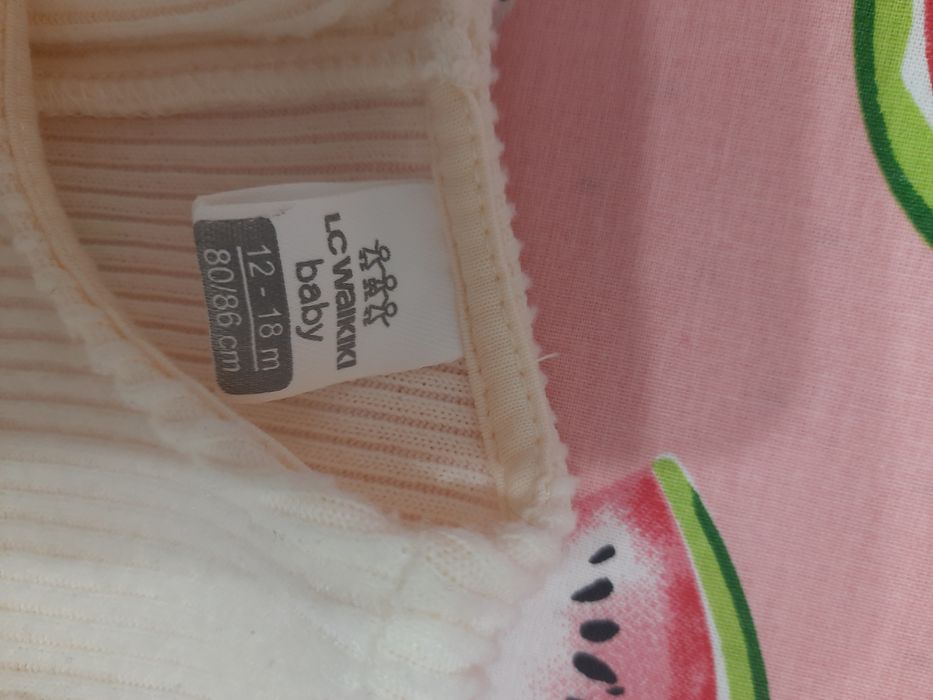 LC WAIKIKI
baby
12 - 18 m
80/86 cm